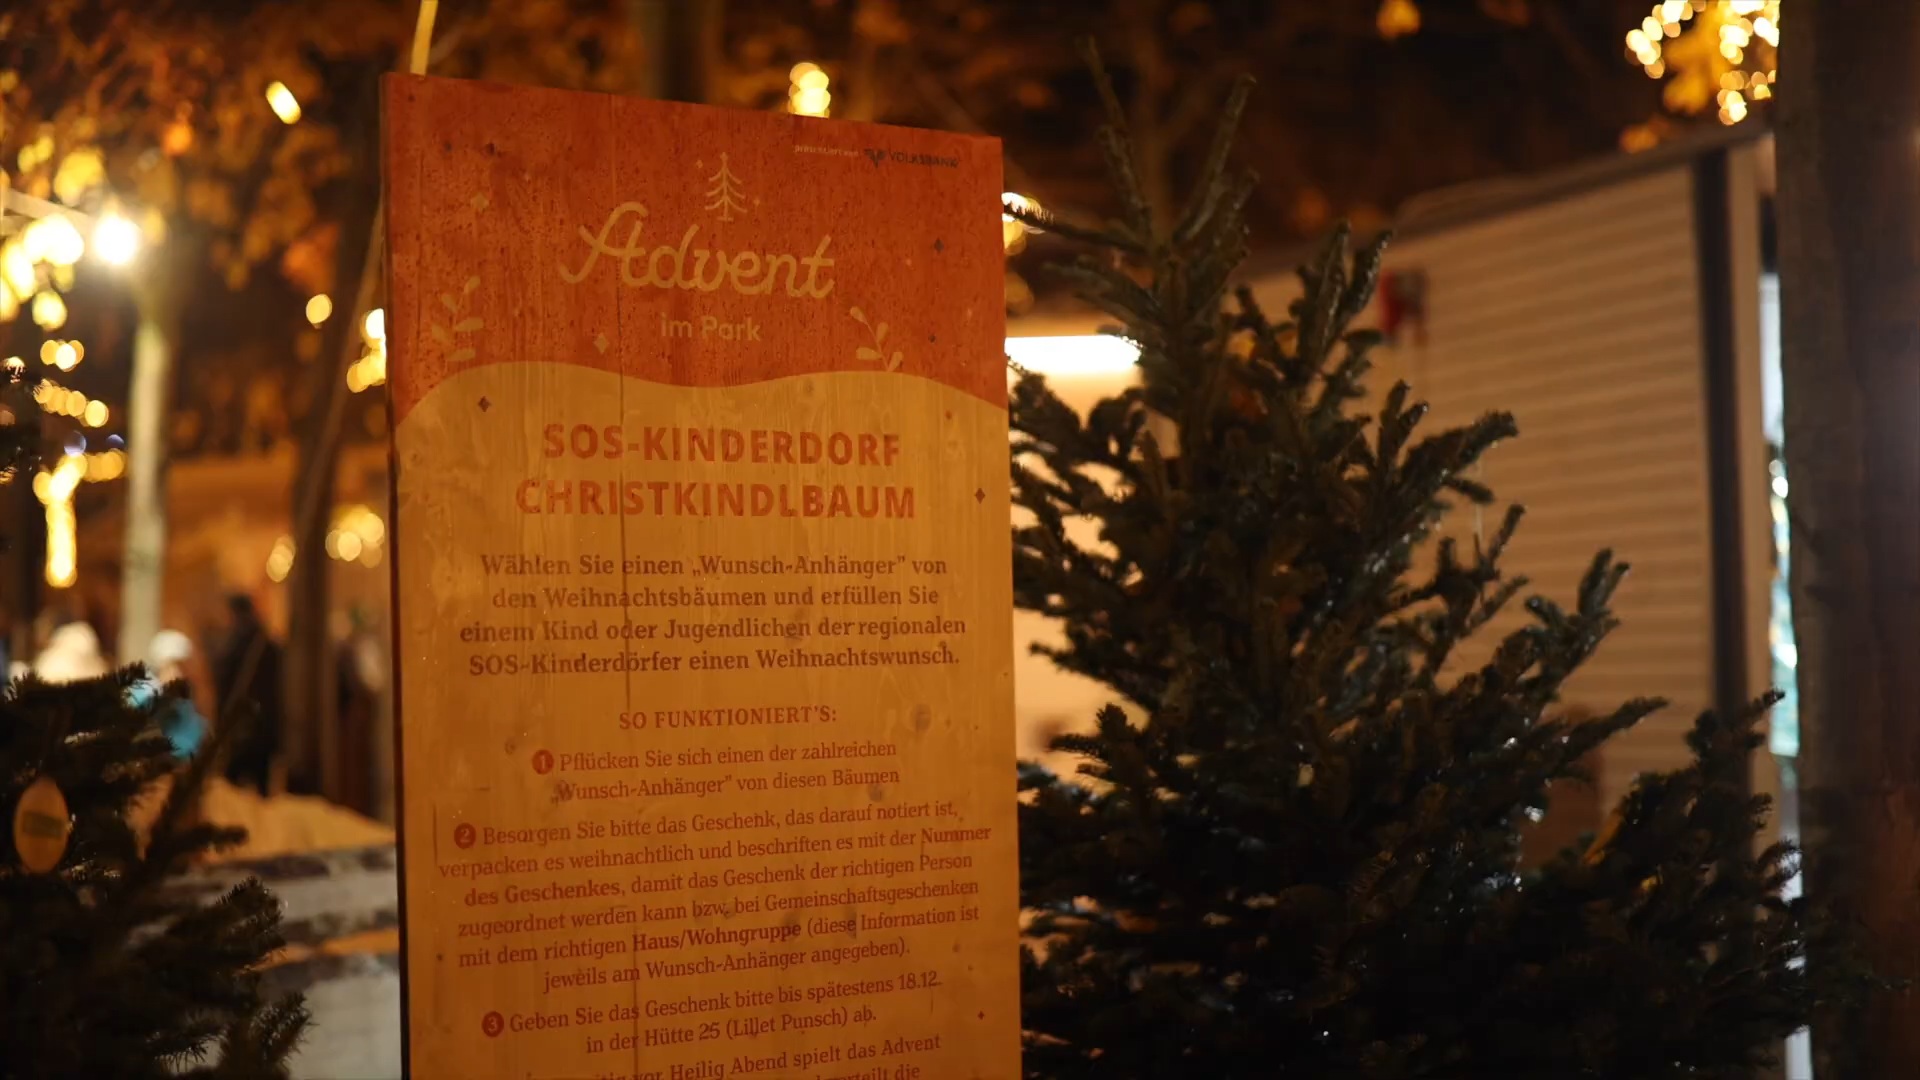 präsentiert von VOLKSBANK
Advent
im Park
SOS-KINDERDORF
CHRISTKINDLBAUM
Wählen Sie einen „Wunsch-Anhänger” von
den Weihnachtsbäumen und erfüllen Sie
einem Kind oder Jugendlichen der regionalen
SOS-Kinderdörfer einen Weihnachtswunsch.
SO FUNKTIONIERT'S:
1 Pflücken Sie sich einen der zahlreichen
„Wunsch-Anhänger” von diesen Bäumen
2 Besorgen Sie bitte das Geschenk, das darauf notiert ist,
verpacken es weihnachtlich und beschriften es mit der Nummer
des Geschenkes, damit das Geschenk der richtigen Person
zugeordnet werden kann bzw. bei Gemeinschaftsgeschenken
mit dem richtigen Haus/Wohngruppe (diese Information ist
jeweils am Wunsch-Anhänger angegeben).
3 Geben Sie das Geschenk bitte bis spätestens 18.12.
in der Hütte 25 (Lillet Punsch) ab.
vor Heilig Abend spielt das Advent
die